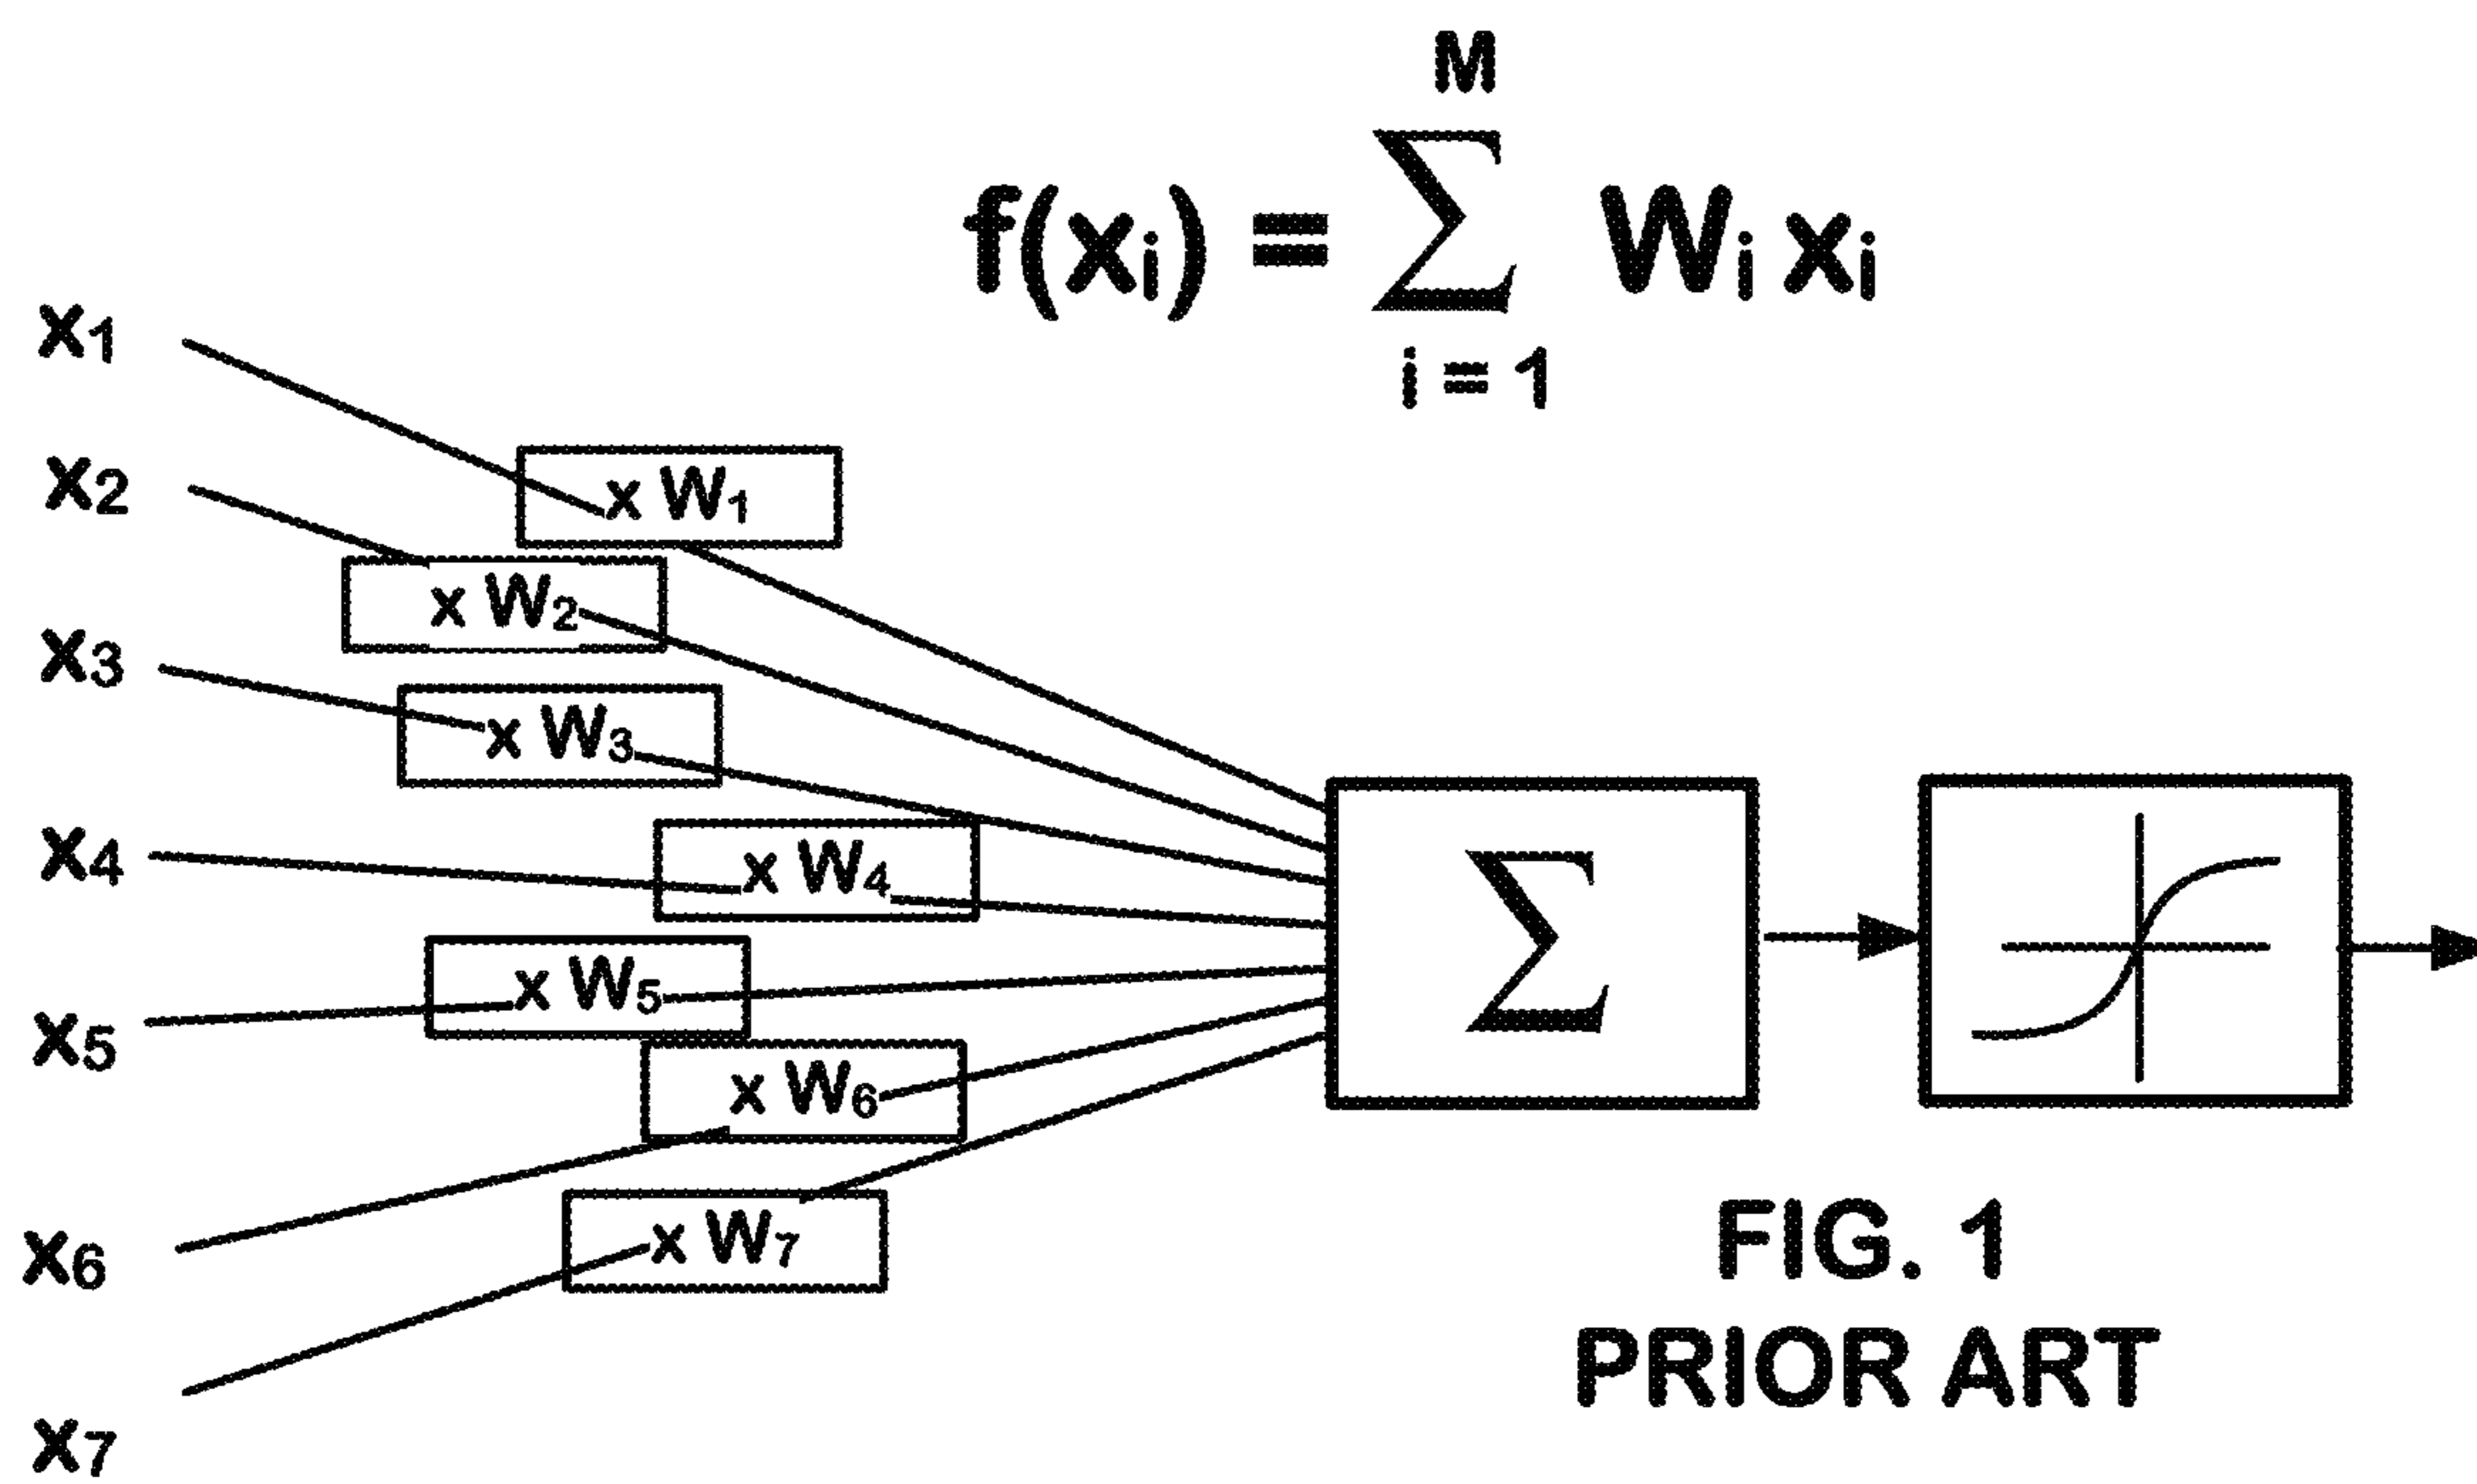 M
f(xi) = ∑ Wi xi
i = 1
x1
x2
x3
x4
x5
x6
x7
x W1
x W2
x W3
x W4
x W5
x W6
x W7
∑
FIG. 1
PRIOR ART